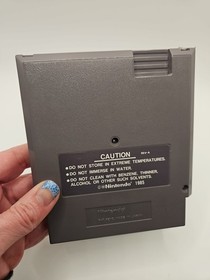 CAUTION REV-A
• DO NOT STORE IN EXTREME TEMPERATURES.
• DO NOT IMMERSE IN WATER.
• DO NOT CLEAN WITH BENZENE, THINNER,
ALCOHOL OR OTHER SUCH SOLVENTS.
©Nintendo 1985